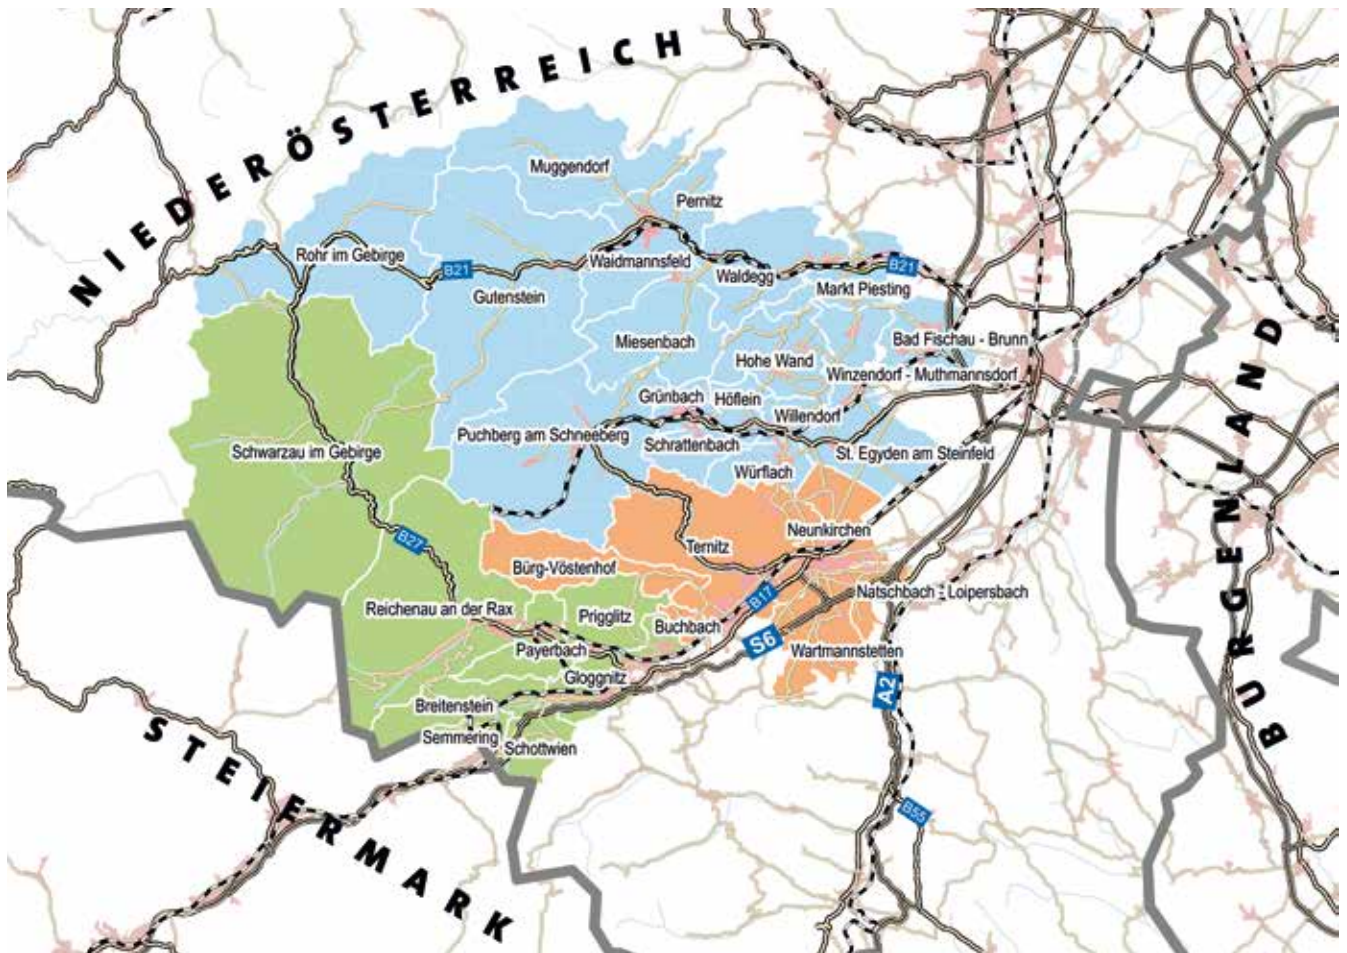 NIEDERÖSTERREICH
Muggendorf
Pernitz
Rohr im Gebirge
Waidmannsfeld
B21
Waldegg
B21
Gutenstein
Markt Piesting
Miesenbach
Bad Fischau - Brunn
Hohe Wand
Winzendorf - Muthmannsdorf
Grünbach
Höflein
Willendorf
Puchberg am Schneeberg
Schrattenbach
Schwarzau im Gebirge
St. Egyden am Steinfeld
Würflach
Neunkirchen
B27
Ternitz
Bürg-Vöstenhof
Natschbach - Loipersbach
B17
Reichenau an der Rax
Prigglitz
Buchbach
S6
Payerbach
Wartmannstetten
Gloggnitz
A2
Breitenstein
Semmering
Schottwien
B55
STEIERMARK
BURGENLAND